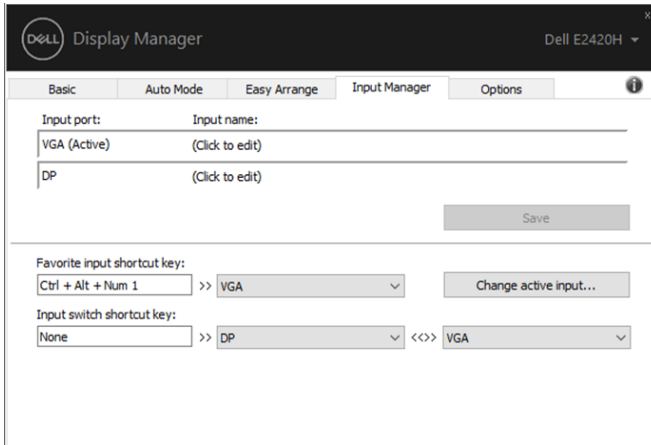 DELL Display Manager Dell E2420H
Basic Auto Mode Easy Arrange Input Manager Options
Input port: Input name:
VGA (Active) (Click to edit)
DP (Click to edit)
Save
Favorite input shortcut key:
Ctrl + Alt + Num 1 >> VGA Change active input...
Input switch shortcut key:
None >> DP <<>> VGA